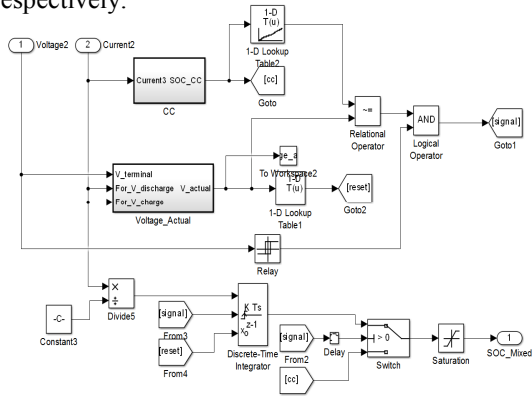 respectively.
1 Voltage2
2 Current2
1-D
T(u)
1-D Lookup
Table2
Current3 SOC_CC
CC
[cc]
Goto
~=
Relational
Operator
AND
Logical
Operator
[signal]
Goto1
V_terminal
For_V_discharge V_actual
For_V_charge
Voltage_Actual
ge_a
To Workspace2
1-D
T(u)
1-D Lookup
Table1
[reset]
Goto2
Relay
×
÷
Divide5
-C-
Constant3
[signal]
From3
[reset]
From4
K Ts
z-1
x₀
Discrete-Time
Integrator
[signal]
From2
Delay
[cc]
> 0
Switch
Saturation
1
SOC_Mixed